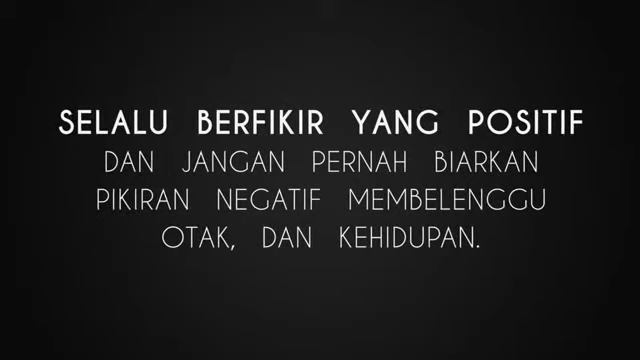 SELALU BERFIKIR YANG POSITIF
DAN JANGAN PERNAH BIARKAN
PIKIRAN NEGATIF MEMBELENGGU
OTAK, DAN KEHIDUPAN.